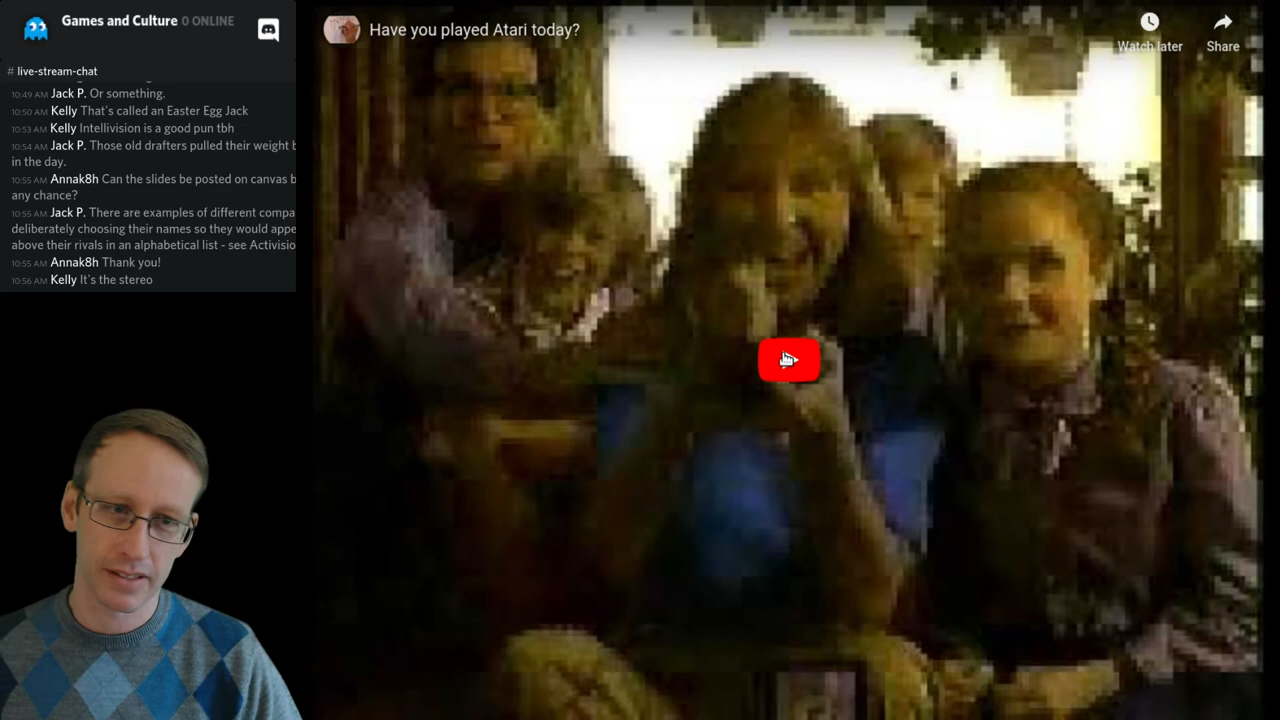 Games and Culture 0 ONLINE
# live-stream-chat
10:49 AM Jack P. Or something.
10:50 AM Kelly That's called an Easter Egg Jack
10:53 AM Kelly Intellivision is a good pun tbh
10:54 AM Jack P. Those old drafters pulled their weight b
in the day.
10:55 AM Annak8h Can the slides be posted on canvas b
any chance?
10:55 AM Jack P. There are examples of different compa
deliberately choosing their names so they would appe
above their rivals in an alphabetical list - see Activisio
10:55 AM Annak8h Thank you!
10:56 AM Kelly It's the stereo
Have you played Atari today?
Watch later
Share